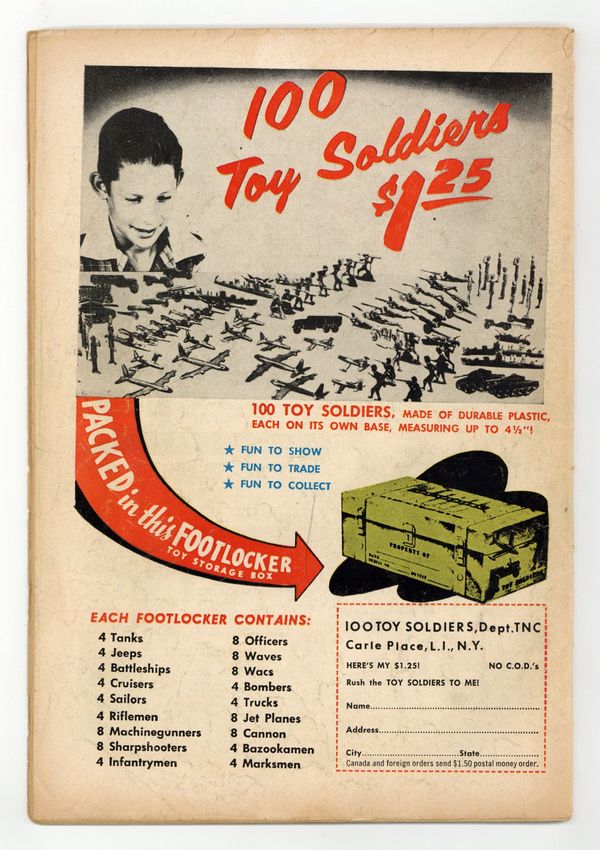 100
Toy Soldiers
$1.25
100 TOY SOLDIERS, MADE OF DURABLE PLASTIC,
EACH ON ITS OWN BASE, MEASURING UP TO 4½"!
★ FUN TO SHOW
★ FUN TO TRADE
★ FUN TO COLLECT
PACKED in this FOOTLOCKER
TOY STORAGE BOX
PROPERTY OF
EACH FOOTLOCKER CONTAINS:
4 Tanks
4 Jeeps
4 Battleships
4 Cruisers
4 Sailors
4 Riflemen
8 Machinegunners
8 Sharpshooters
4 Infantrymen
8 Officers
8 Waves
8 Wacs
4 Bombers
4 Trucks
8 Jet Planes
8 Cannon
4 Bazookamen
4 Marksmen
100 TOY SOLDIERS, Dept. TNC
Carle Place, L.I., N.Y.
HERE'S MY $1.25! NO C.O.D.'s
Rush the TOY SOLDIERS TO ME!
Name
Address
City State
Canada and foreign orders send $1.50 postal money order.